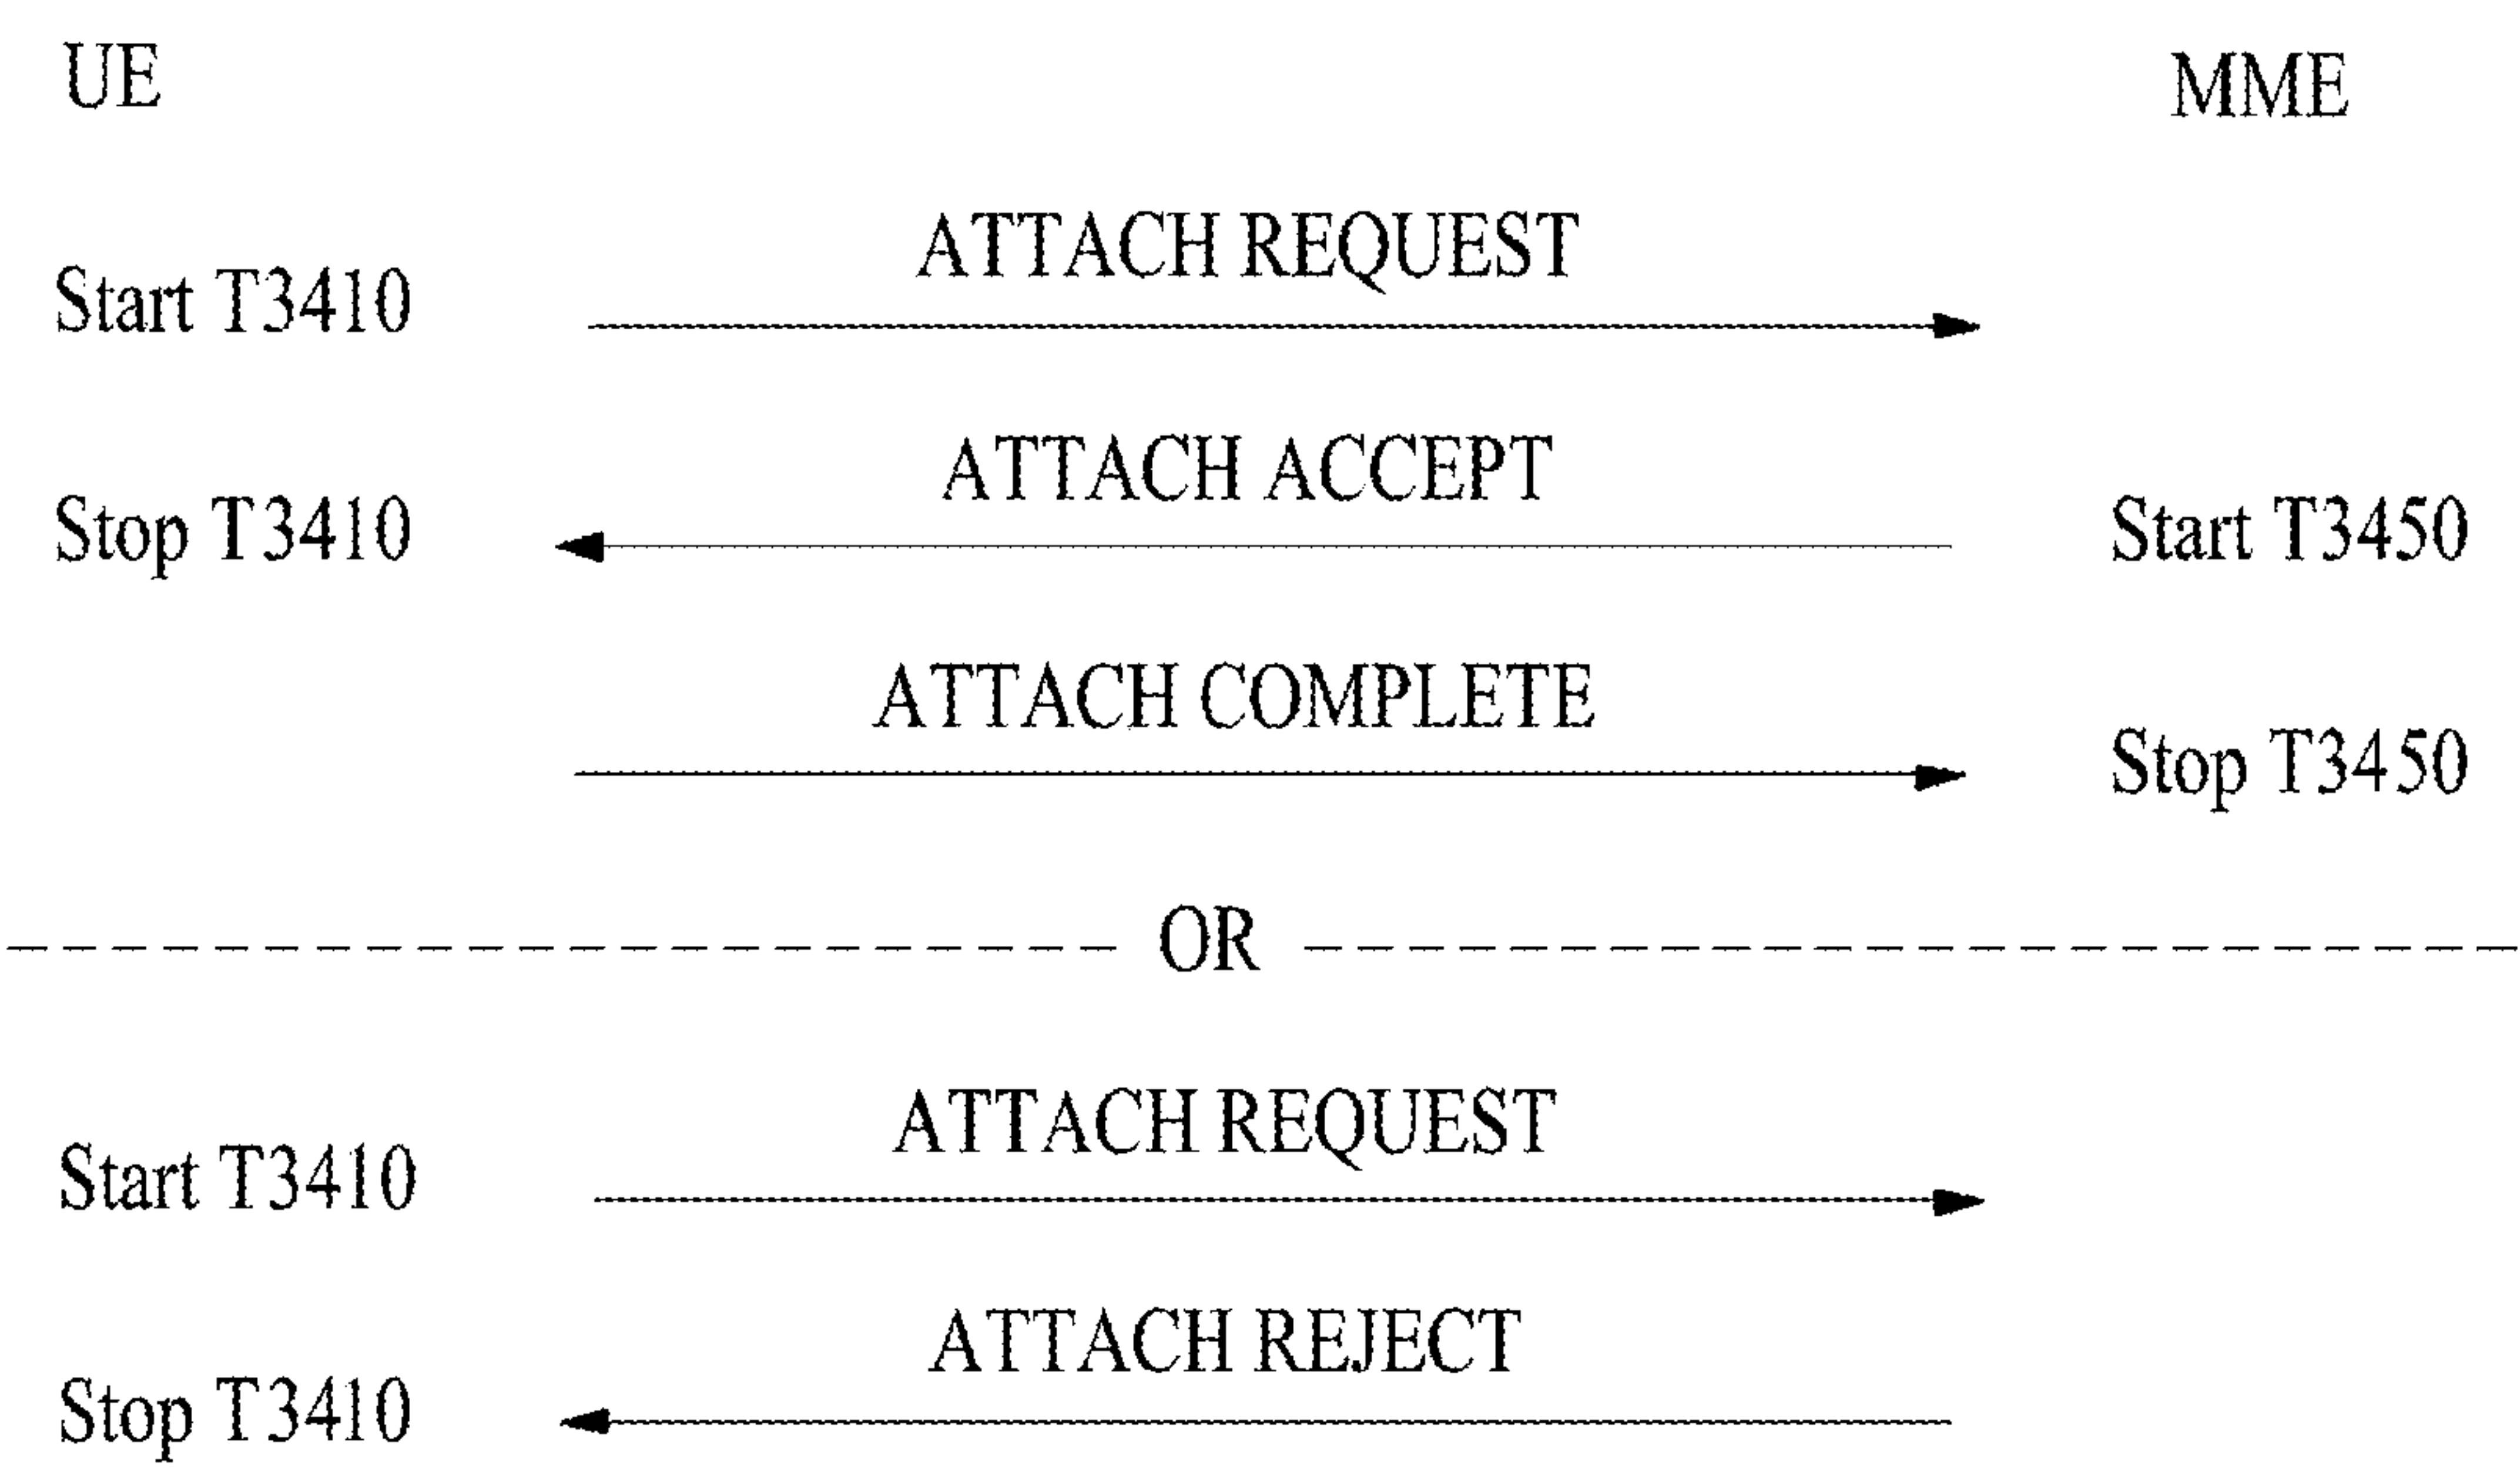 UE
MME
ATTACH REQUEST
Start T3410
ATTACH ACCEPT
Stop T3410
Start T3450
ATTACH COMPLETE
Stop T3450
OR
ATTACH REQUEST
Start T3410
ATTACH REJECT
Stop T3410